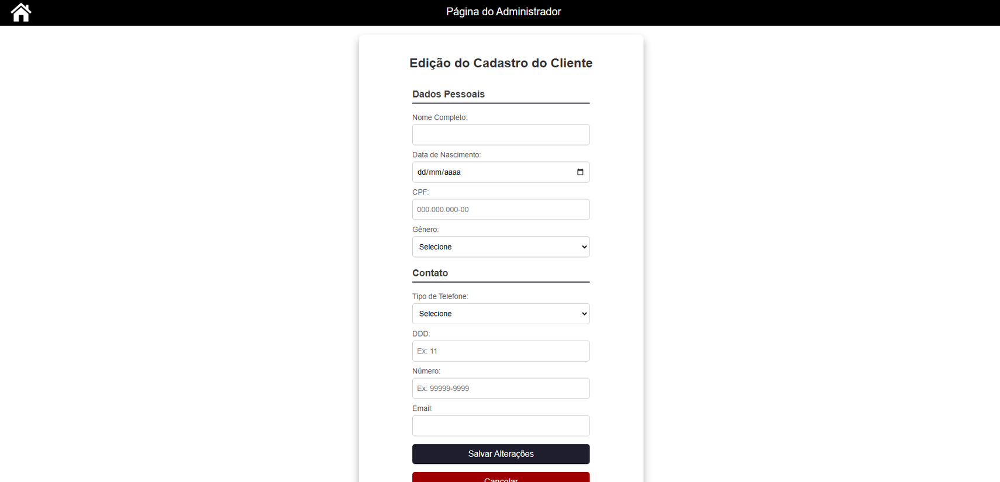 Página do Administrador
Edição do Cadastro do Cliente
Dados Pessoais
Nome Completo:
Data de Nascimento:
dd/mm/aaaa
CPF:
000.000.000-00
Gênero:
Selecione
Contato
Tipo de Telefone:
Selecione
DDD:
Ex: 11
Número:
Ex: 99999-9999
Email:
Salvar Alterações
Cancelar